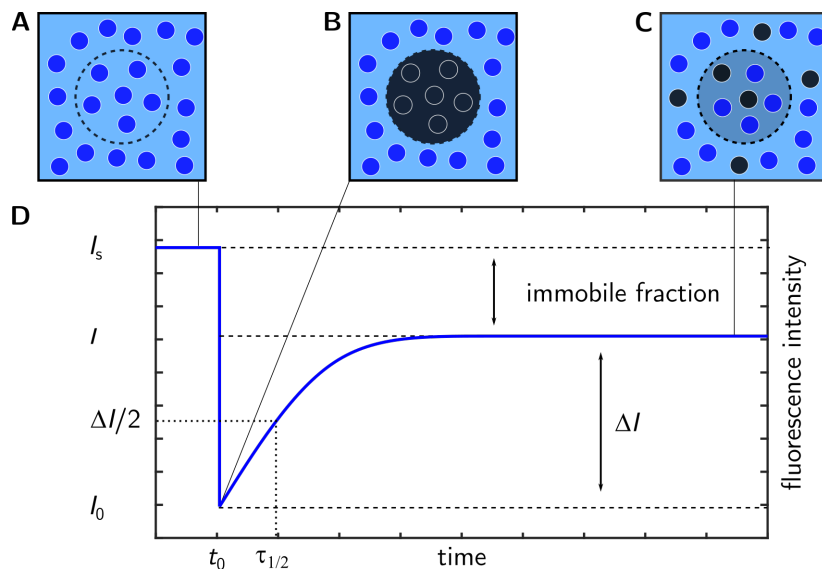 A
B
C
D
Iₛ
immobile fraction
I
ΔI/2
ΔI
I₀
t₀
τ₁/₂
time
fluorescence intensity